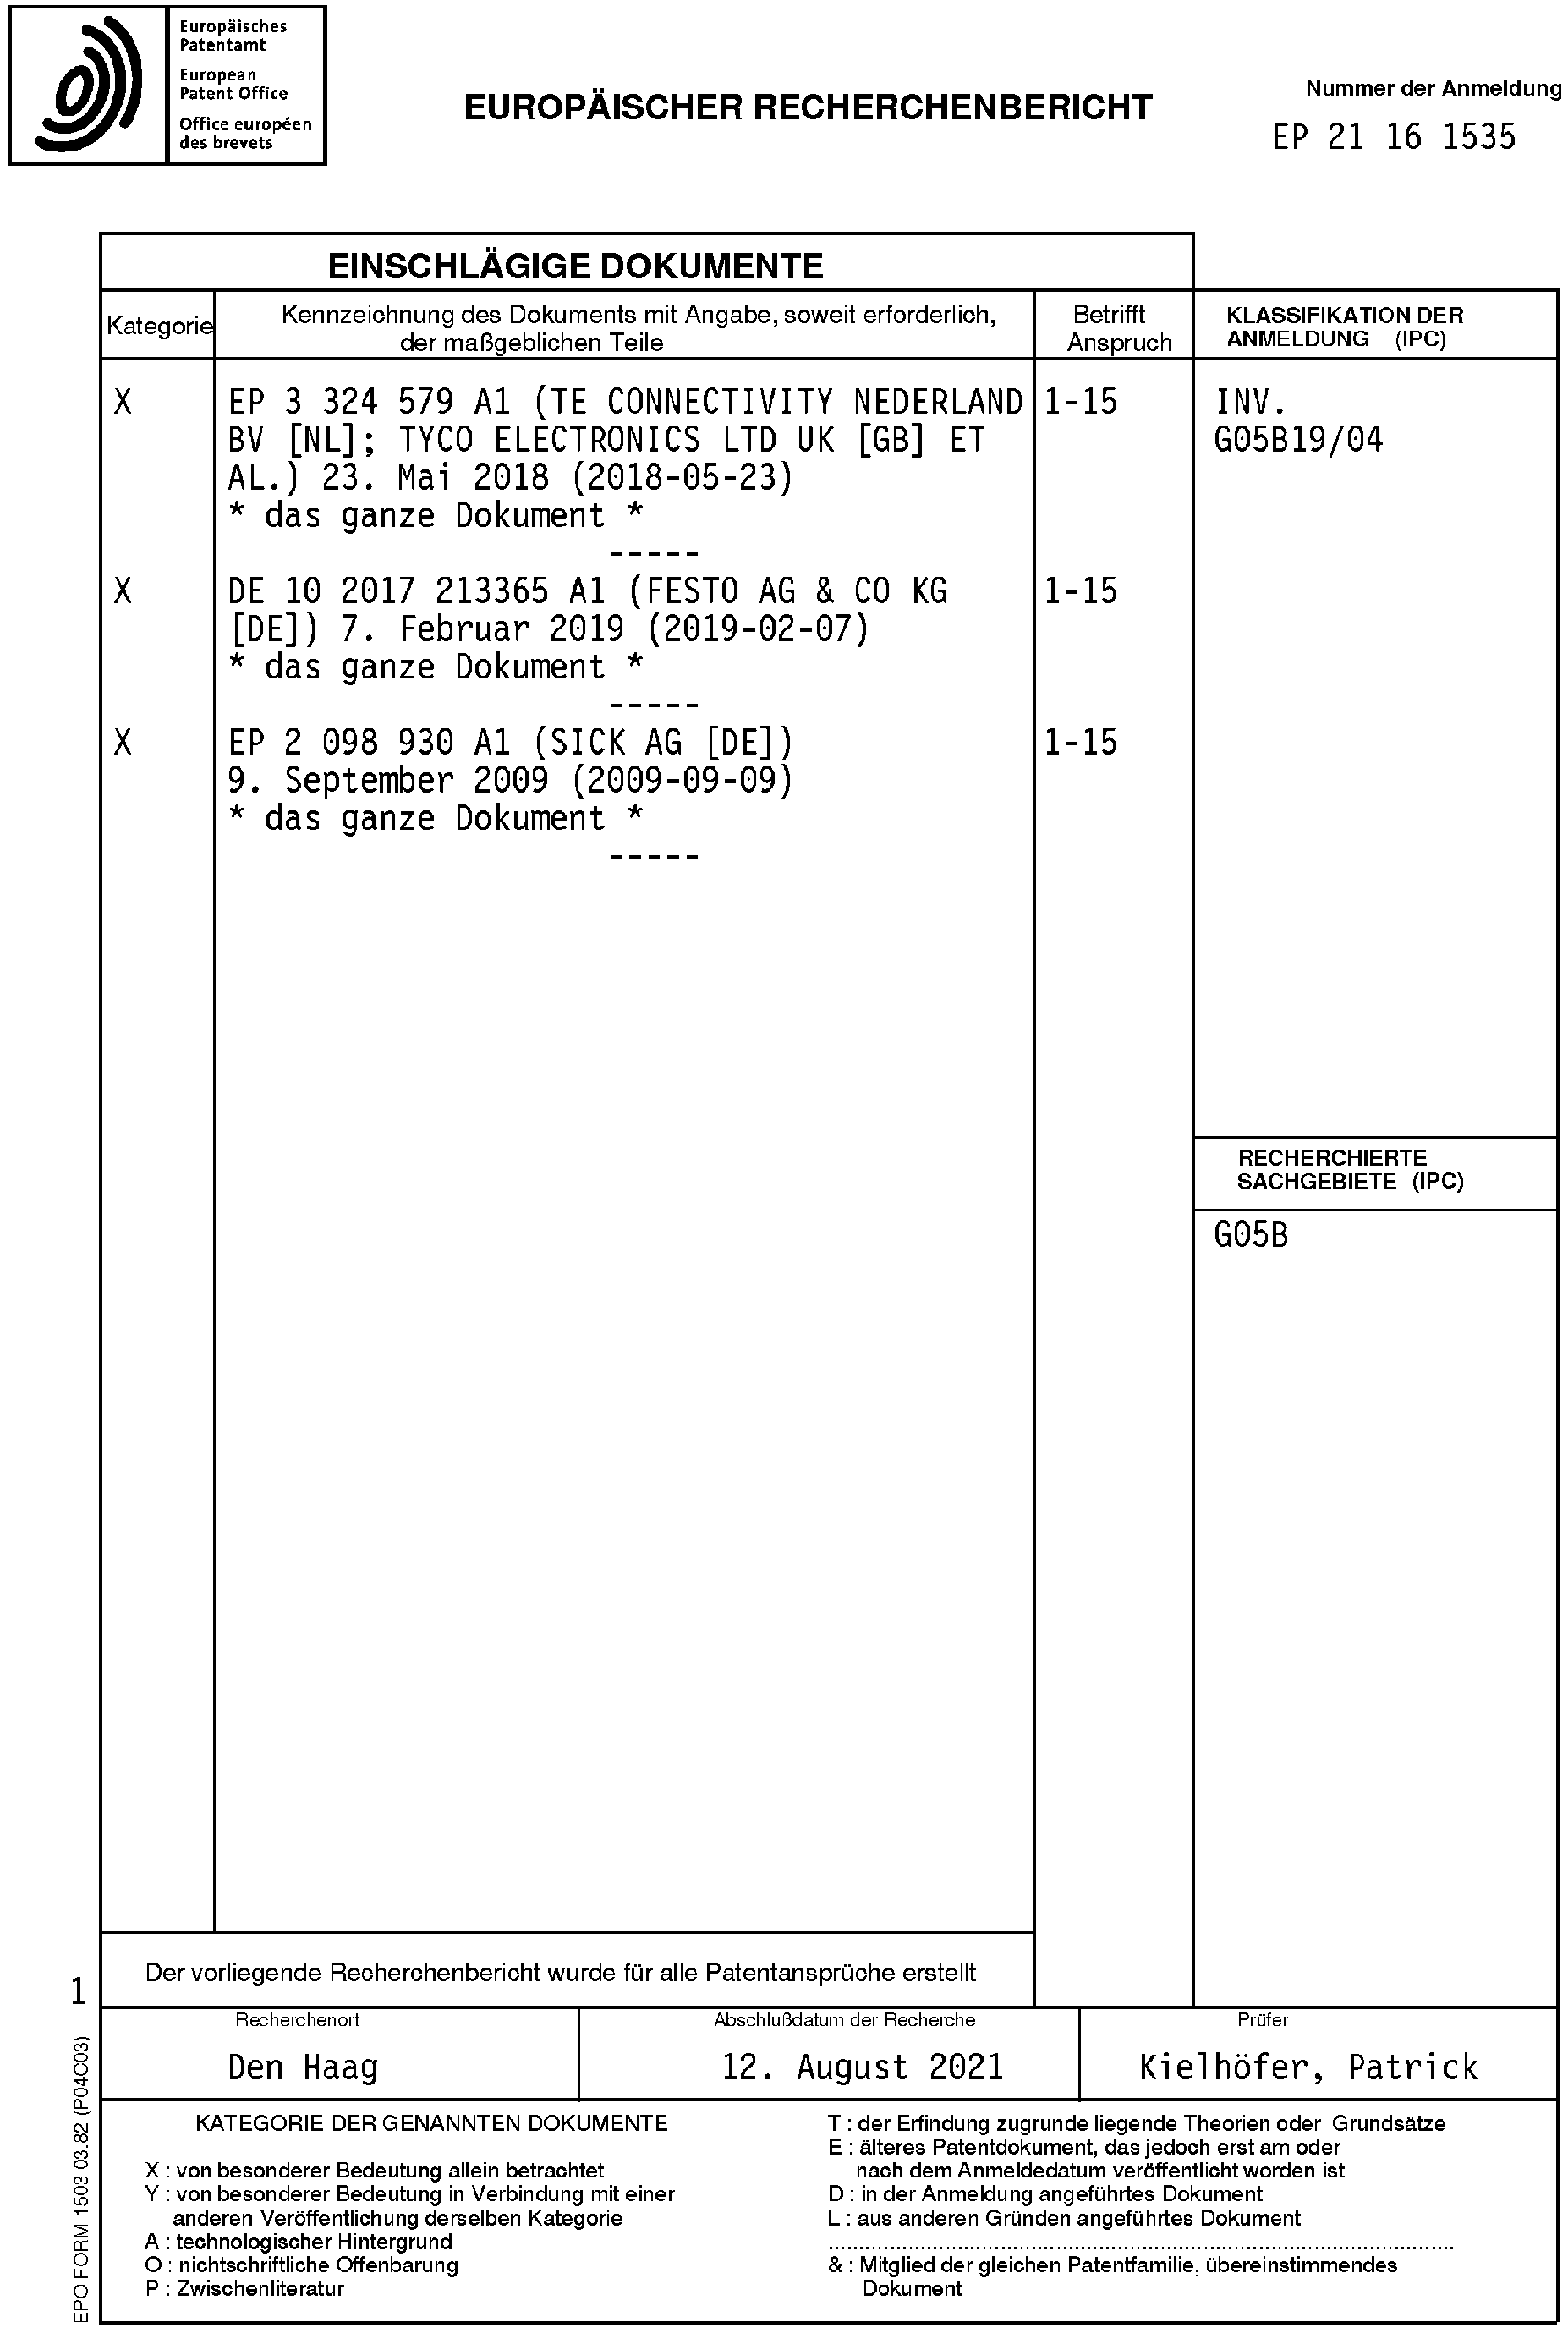 Europäisches
Patentamt
European
Patent Office
Office européen
des brevets
EUROPÄISCHER RECHERCHENBERICHT
Nummer der Anmeldung
EP 21 16 1535
EINSCHLÄGIGE DOKUMENTE
Kategorie
Kennzeichnung des Dokuments mit Angabe, soweit erforderlich,
der maßgeblichen Teile
Betrifft
Anspruch
KLASSIFIKATION DER
ANMELDUNG (IPC)
X
EP 3 324 579 A1 (TE CONNECTIVITY NEDERLAND
BV [NL]; TYCO ELECTRONICS LTD UK [GB] ET
AL.) 23. Mai 2018 (2018-05-23)
* das ganze Dokument *
-----
1-15
INV.
G05B19/04
X
DE 10 2017 213365 A1 (FESTO AG & CO KG
[DE]) 7. Februar 2019 (2019-02-07)
* das ganze Dokument *
-----
1-15
X
EP 2 098 930 A1 (SICK AG [DE])
9. September 2009 (2009-09-09)
* das ganze Dokument *
-----
1-15
RECHERCHIERTE
SACHGEBIETE (IPC)
G05B
Der vorliegende Recherchenbericht wurde für alle Patentansprüche erstellt
1
Recherchenort
Den Haag
Abschlußdatum der Recherche
12. August 2021
Prüfer
Kielhöfer, Patrick
EPO FORM 1503 03.82 (P04C03)
KATEGORIE DER GENANNTEN DOKUMENTE
X : von besonderer Bedeutung allein betrachtet
Y : von besonderer Bedeutung in Verbindung mit einer
anderen Veröffentlichung derselben Kategorie
A : technologischer Hintergrund
O : nichtschriftliche Offenbarung
P : Zwischenliteratur
T : der Erfindung zugrunde liegende Theorien oder Grundsätze
E : älteres Patentdokument, das jedoch erst am oder
nach dem Anmeldedatum veröffentlicht worden ist
D : in der Anmeldung angeführtes Dokument
L : aus anderen Gründen angeführtes Dokument
& : Mitglied der gleichen Patentfamilie, übereinstimmendes
Dokument